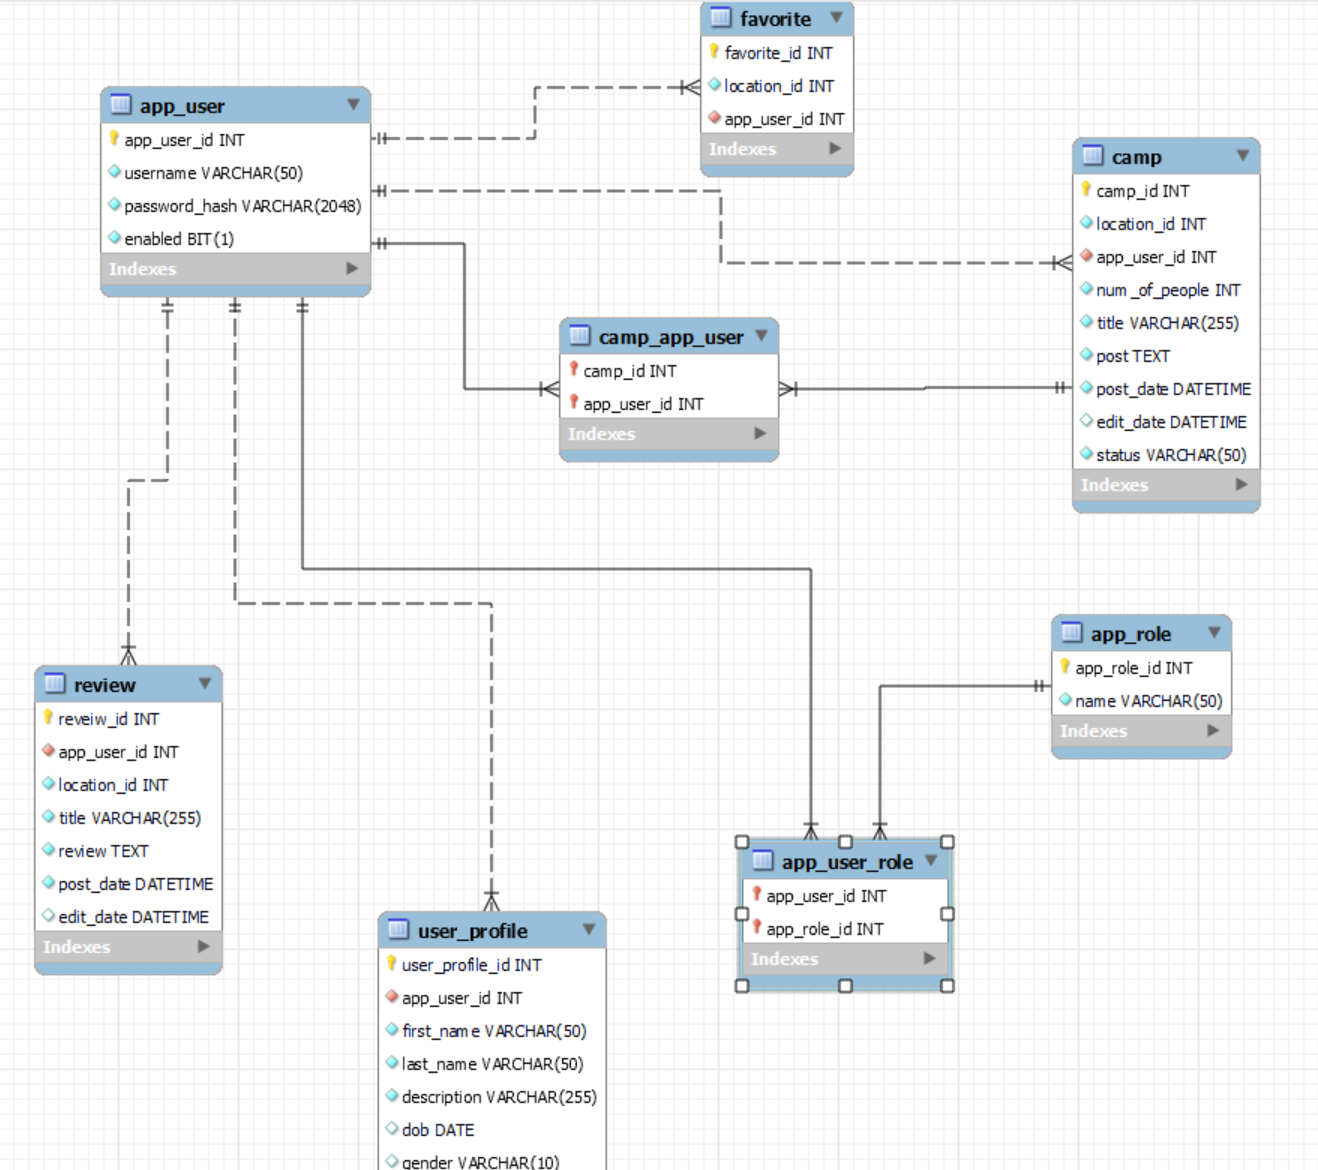 favorite
favorite_id INT
location_id INT
app_user_id INT
Indexes
app_user
app_user_id INT
username VARCHAR(50)
password_hash VARCHAR(2048)
enabled BIT(1)
Indexes
camp
camp_id INT
location_id INT
app_user_id INT
num_of_people INT
title VARCHAR(255)
post TEXT
post_date DATETIME
edit_date DATETIME
status VARCHAR(50)
Indexes
camp_app_user
camp_id INT
app_user_id INT
Indexes
app_role
app_role_id INT
name VARCHAR(50)
Indexes
review
reveiw_id INT
app_user_id INT
location_id INT
title VARCHAR(255)
review TEXT
post_date DATETIME
edit_date DATETIME
Indexes
app_user_role
app_user_id INT
app_role_id INT
Indexes
user_profile
user_profile_id INT
app_user_id INT
first_name VARCHAR(50)
last_name VARCHAR(50)
description VARCHAR(255)
dob DATE
gender VARCHAR(10)